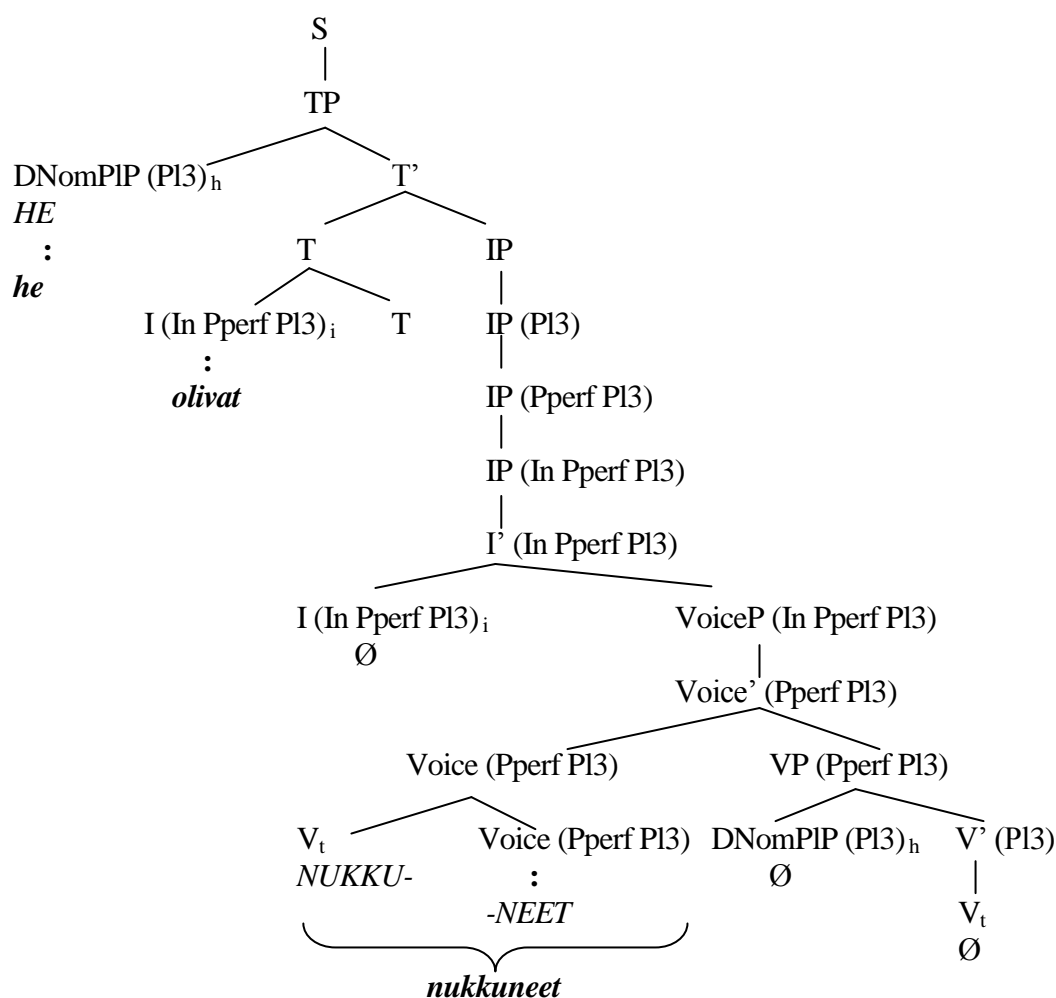 S
TP
DNomPlP (Pl3)h T’
HE
:
he
T IP
I (In Pperf Pl3)i T IP (Pl3)
:
olivat
IP (Pperf Pl3)
IP (In Pperf Pl3)
I’ (In Pperf Pl3)
I (In Pperf Pl3)i VoiceP (In Pperf Pl3)
Ø
Voice’ (Pperf Pl3)
Voice (Pperf Pl3) VP (Pperf Pl3)
Vt Voice (Pperf Pl3) DNomPlP (Pl3)h V’ (Pl3)
NUKKU- : Ø
-NEET Vt
Ø
nukkuneet